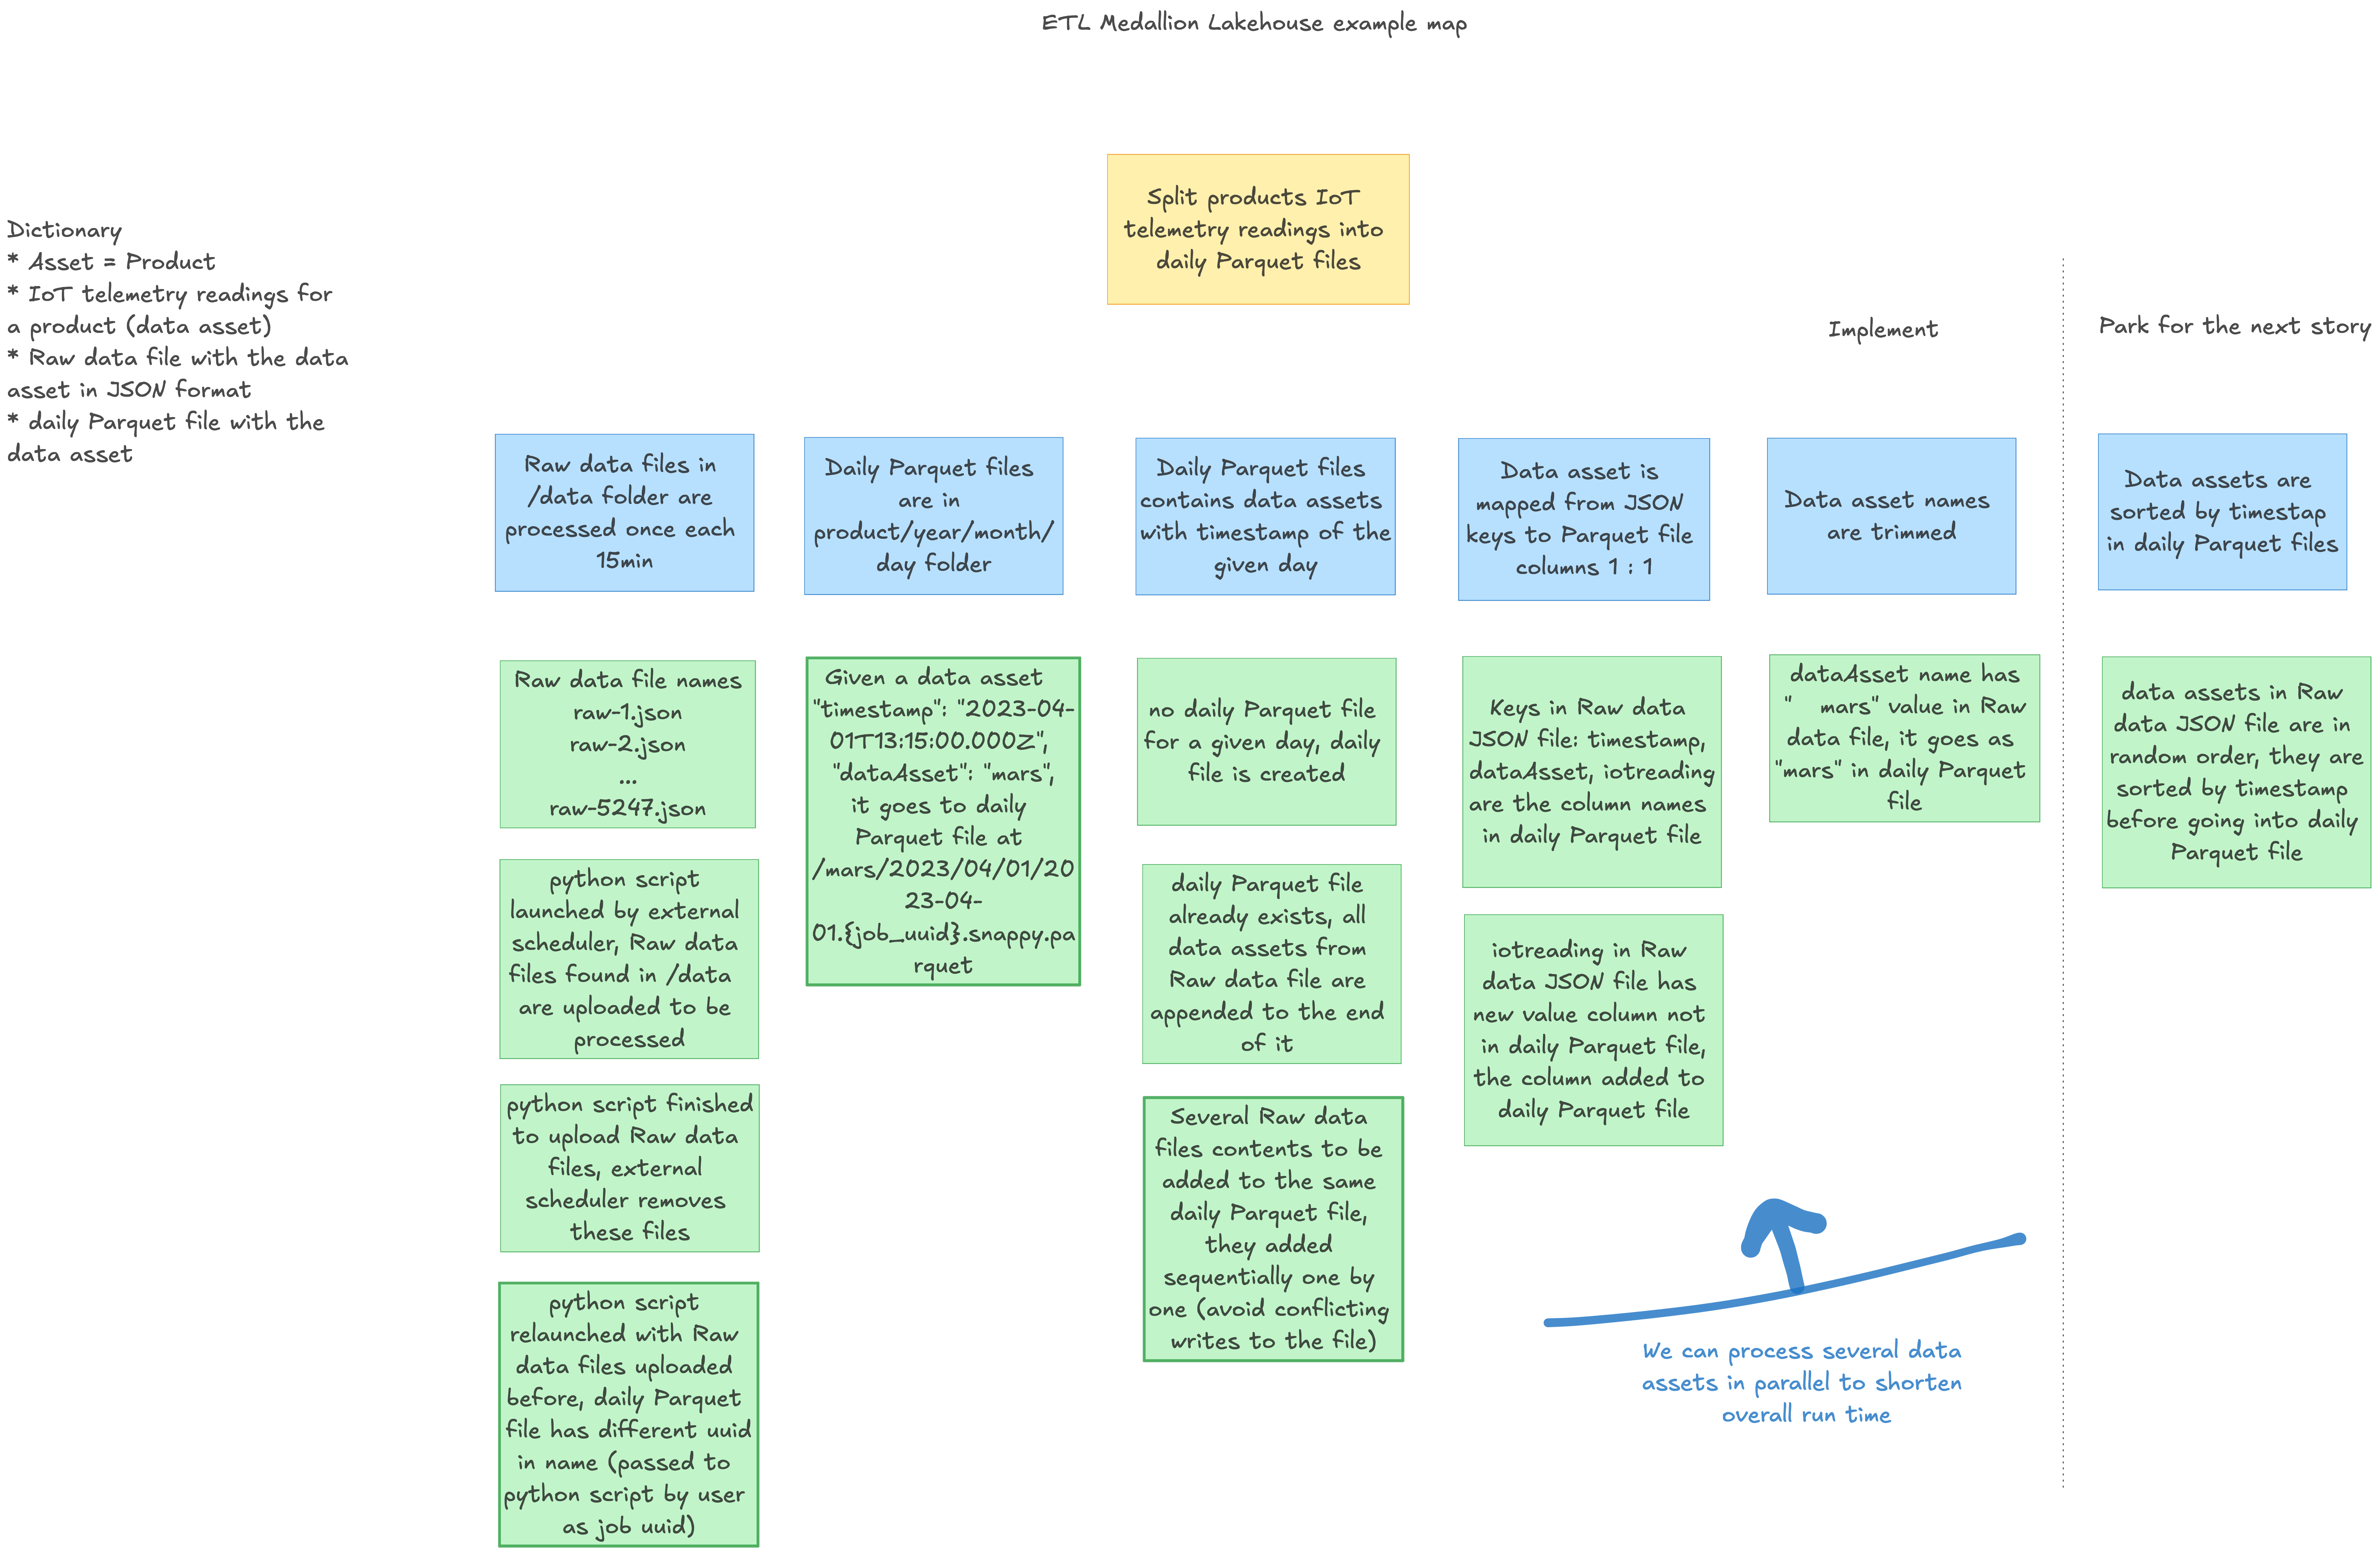 ETL Medallion Lakehouse example map
Split products IoT
telemetry readings into
daily Parquet files
Dictionary
* Asset = Product
* IoT telemetry readings for
a product (data asset)
* Raw data file with the data
asset in JSON format
* daily Parquet file with the
data asset
Implement
Park for the next story
Raw data files in
/data folder are
processed once each
15min
Daily Parquet files
are in
product/year/month/
day folder
Daily Parquet files
contains data assets
with timestamp of the
given day
Data asset is
mapped from JSON
keys to Parquet file
columns 1 : 1
Data asset names
are trimmed
Data assets are
sorted by timestap
in daily Parquet files
Raw data file names
raw-1.json
raw-2.json
...
raw-5247.json
python script
launched by external
scheduler, Raw data
files found in /data
are uploaded to be
processed
python script finished
to upload Raw data
files, external
scheduler removes
these files
python script
relaunched with Raw
data files uploaded
before, daily Parquet
file has different uuid
in name (passed to
python script by user
as job uuid)
Given a data asset
"timestamp": "2023-04-
01T13:15:00.000Z",
"dataAsset": "mars",
it goes to daily
Parquet file at
/mars/2023/04/01/20
23-04-
01.{job_uuid}.snappy.pa
rquet
no daily Parquet file
for a given day, daily
file is created
daily Parquet file
already exists, all
data assets from
Raw data file are
appended to the end
of it
Several Raw data
files contents to be
added to the same
daily Parquet file,
they added
sequentially one by
one (avoid conflicting
writes to the file)
Keys in Raw data
JSON file: timestamp,
dataAsset, iotreading
are the column names
in daily Parquet file
iotreading in Raw
data JSON file has
new value column not
in daily Parquet file,
the column added to
daily Parquet file
dataAsset name has
"   mars" value in Raw
data file, it goes as
"mars" in daily Parquet
file
We can process several data
assets in parallel to shorten
overall run time
data assets in Raw
data JSON file are in
random order, they are
sorted by timestamp
before going into daily
Parquet file